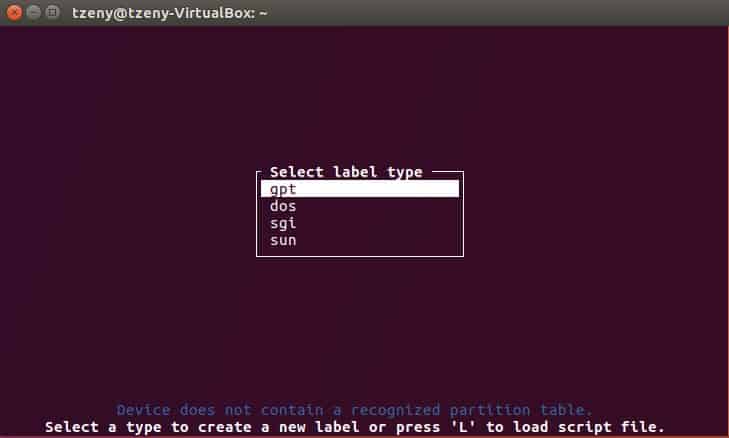 tzeny@tzeny-VirtualBox: ~
Select label type
gpt
dos
sgi
sun
Device does not contain a recognized partition table.
Select a type to create a new label or press 'L' to load script file.